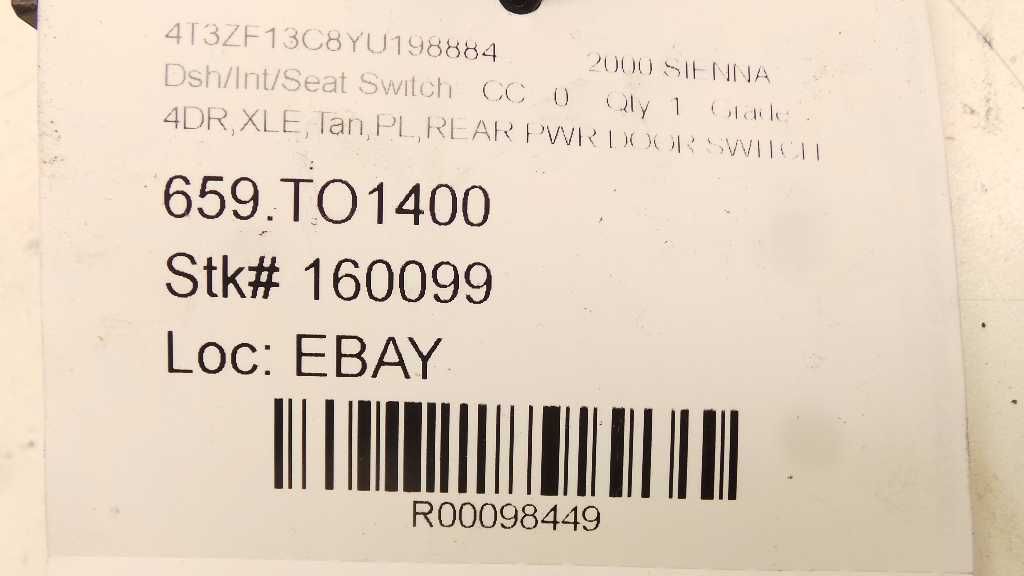 4T3ZF13C8YU198884 2000 SIENNA
Dsh/Int/Seat Switch CC 0 Qty 1 Grade
4DR,XLE,Tan,PL,REAR PWR DOOR SWITCH
659.TO1400
Stk# 160099
Loc: EBAY
R00098449